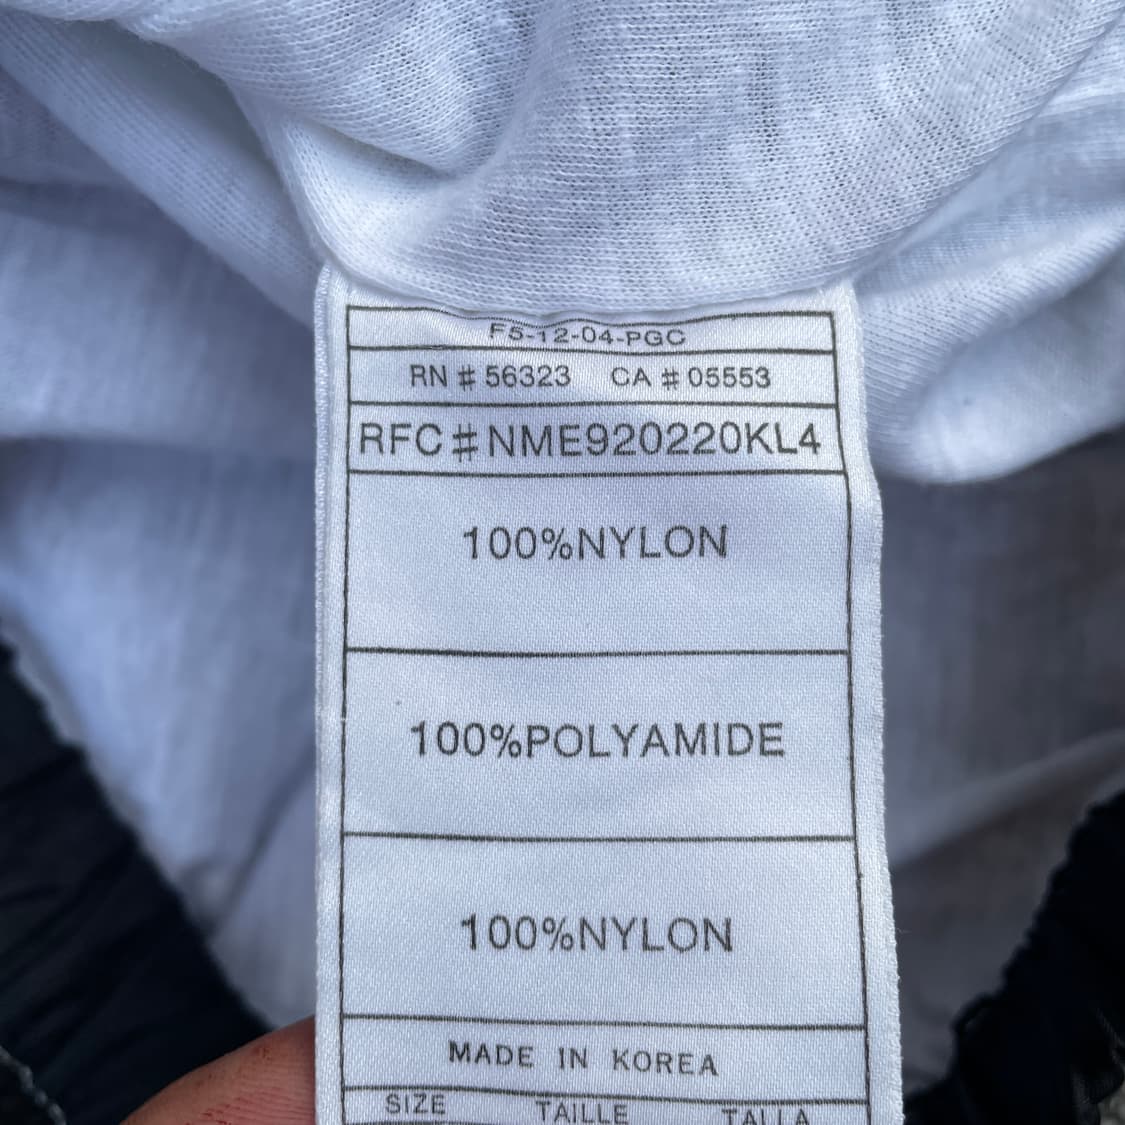 F5-12-04-PGC
RN # 56323 CA # 05553
RFC#NME920220KL4
100%NYLON
100%POLYAMIDE
100%NYLON
MADE IN KOREA
SIZE TAILLE TALLA